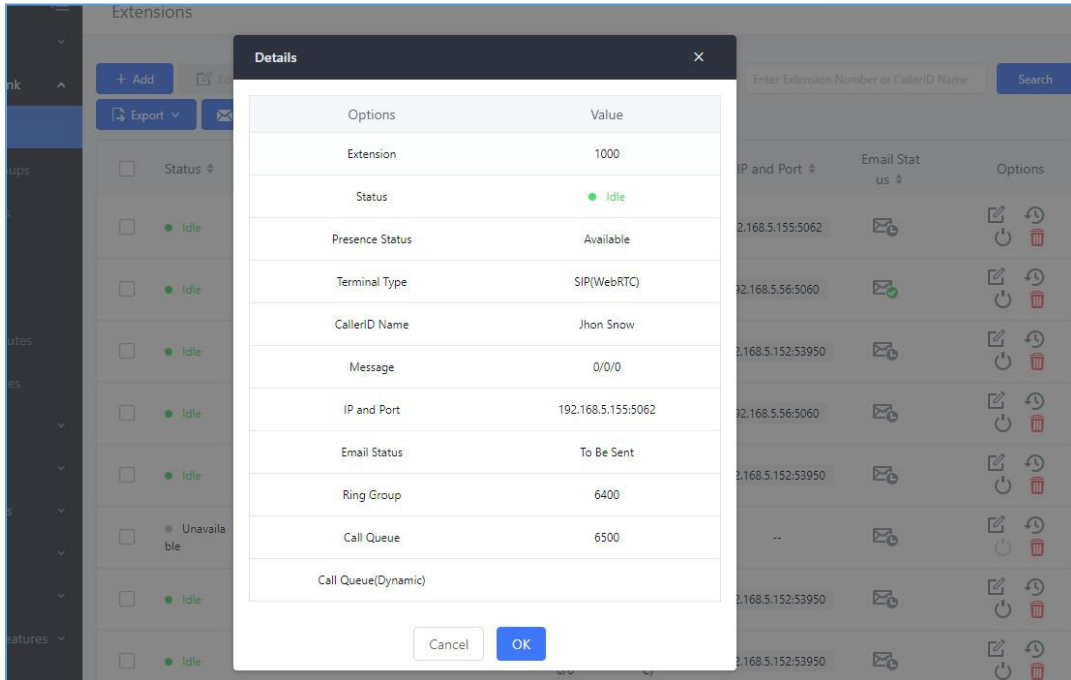 Extensions
Details
nk
+ Add
Enter Extension Number or CallerID Name
Search
Export
Options Value
Extension 1000
Status Idle
Presence Status Available
Terminal Type SIP(WebRTC)
CallerID Name Jhon Snow
Message 0/0/0
IP and Port 192.168.5.155:5062
Email Status To Be Sent
Ring Group 6400
Call Queue 6500
Call Queue(Dynamic)
Cancel OK
Status IP and Port Email Stat
us Options
ups
Idle 2.168.5.155:5062
Idle 92.168.5.56:5060
utes
Idle 2.168.5.152:53950
es
Idle 92.168.5.56:5060
Idle 2.168.5.152:53950
s
Unavaila
ble --
Idle 2.168.5.152:53950
eatures
Idle 2.168.5.152:53950